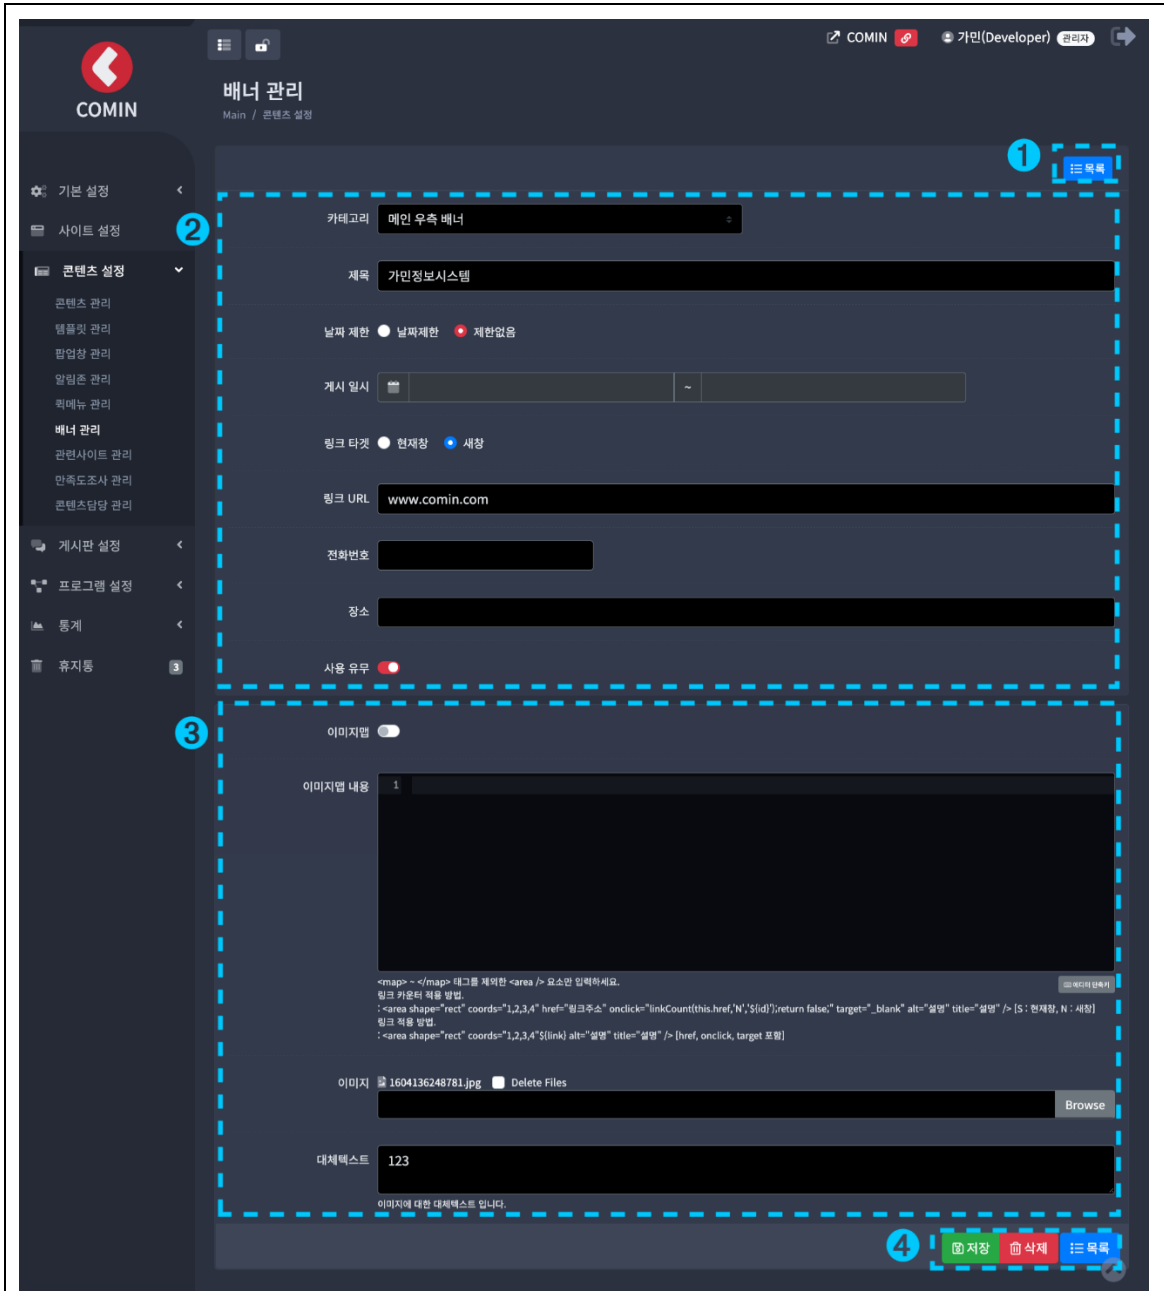 COMIN
가민(Developer) 관리자
COMIN
배너 관리
Main / 콘텐츠 설정
1
목록
기본 설정
사이트 설정
콘텐츠 설정
콘텐츠 관리
템플릿 관리
팝업창 관리
알림존 관리
퀵메뉴 관리
배너 관리
관련사이트 관리
만족도조사 관리
콘텐츠담당 관리
게시판 설정
프로그램 설정
통계
휴지통 3
2
카테고리 메인 우측 배너
제목 가민정보시스템
날짜 제한 날짜제한 제한없음
게시 일시 ~
링크 타겟 현재창 새창
링크 URL www.comin.com
전화번호
장소
사용 유무
3
이미지맵
이미지맵 내용 1
<map> ~ </map> 태그를 제외한 <area /> 요소만 입력하세요.
에디터 단축키
링크 카운터 적용 방법.
: <area shape="rect" coords="1,2,3,4" href="링크주소" onclick="linkCount(this.href,'N','${id}');return false;" target="_blank" alt="설명" title="설명" /> [S : 현재창, N : 새창]
링크 적용 방법.
: <area shape="rect" coords="1,2,3,4"${link} alt="설명" title="설명" /> [href, onclick, target 포함]
이미지 1604136248781.jpg Delete Files
Browse
대체텍스트 123
이미지에 대한 대체텍스트 입니다.
4
저장 삭제 목록